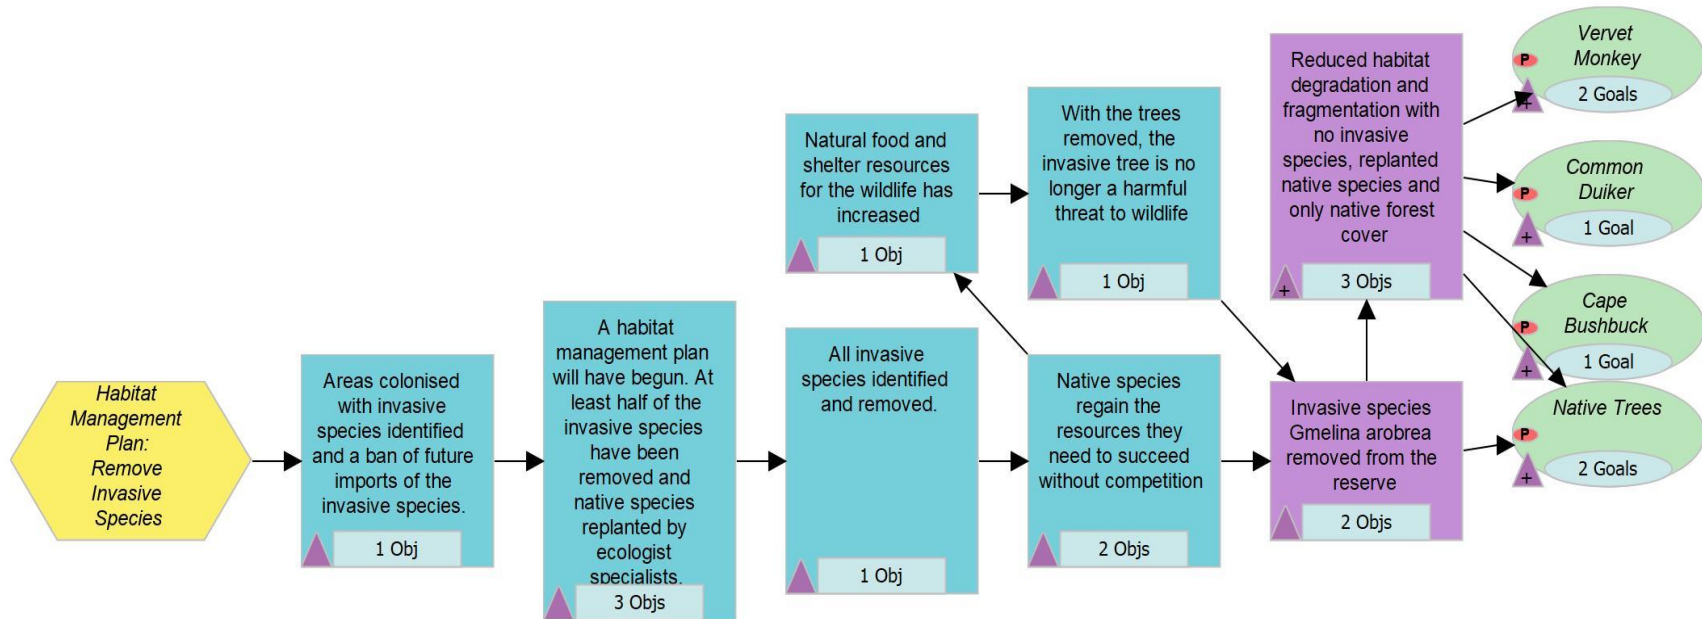 Habitat
Management
Plan:
Remove
Invasive
Species
Areas colonised
with invasive
species identified
and a ban of future
imports of the
invasive species.
1 Obj
A habitat
management plan
will have begun. At
least half of the
invasive species
have been
removed and
native species
replanted by
ecologist
specialists.
3 Objs
Natural food and
shelter resources
for the wildlife has
increased
1 Obj
All invasive
species identified
and removed.
1 Obj
With the trees
removed, the
invasive tree is no
longer a harmful
threat to wildlife
1 Obj
Native species
regain the
resources they
need to succeed
without competition
2 Objs
Reduced habitat
degradation and
fragmentation with
no invasive
species, replanted
native species and
only native forest
cover
+
3 Objs
Invasive species
Gmelina arobrea
removed from the
reserve
2 Objs
Vervet
Monkey
P
+
2 Goals
Common
Duiker
P
+
1 Goal
Cape
Bushbuck
P
+
1 Goal
Native Trees
P
+
2 Goals